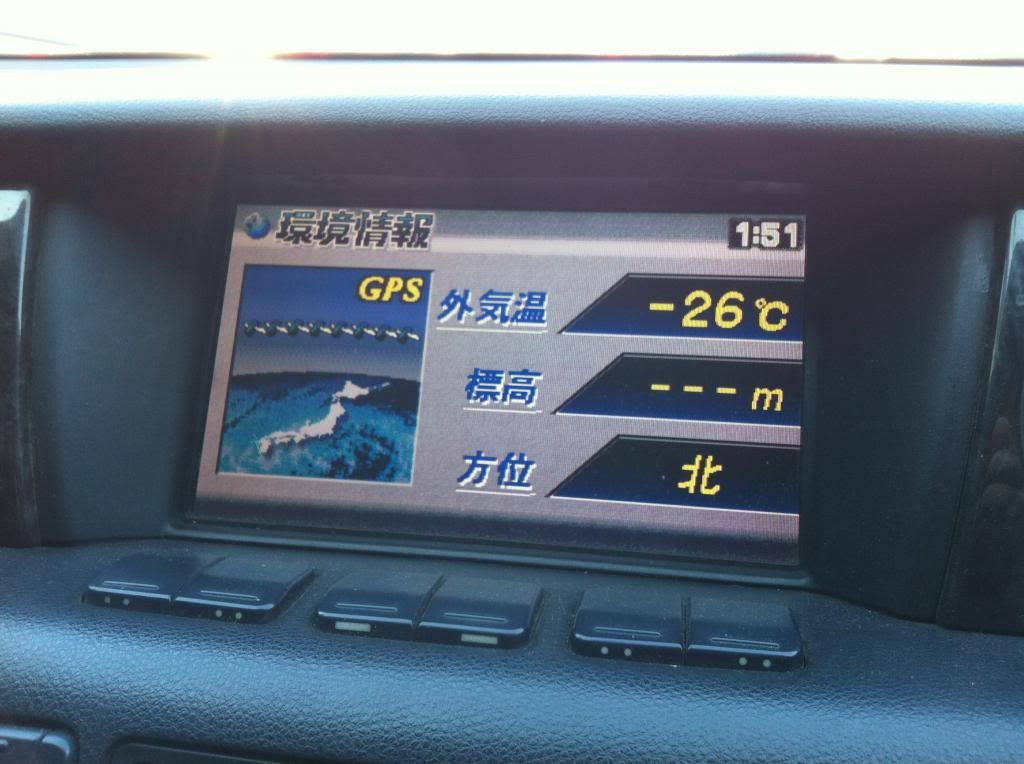 環境情報 1:51
GPS
外気温 -26℃
標高 ---m
方位 北